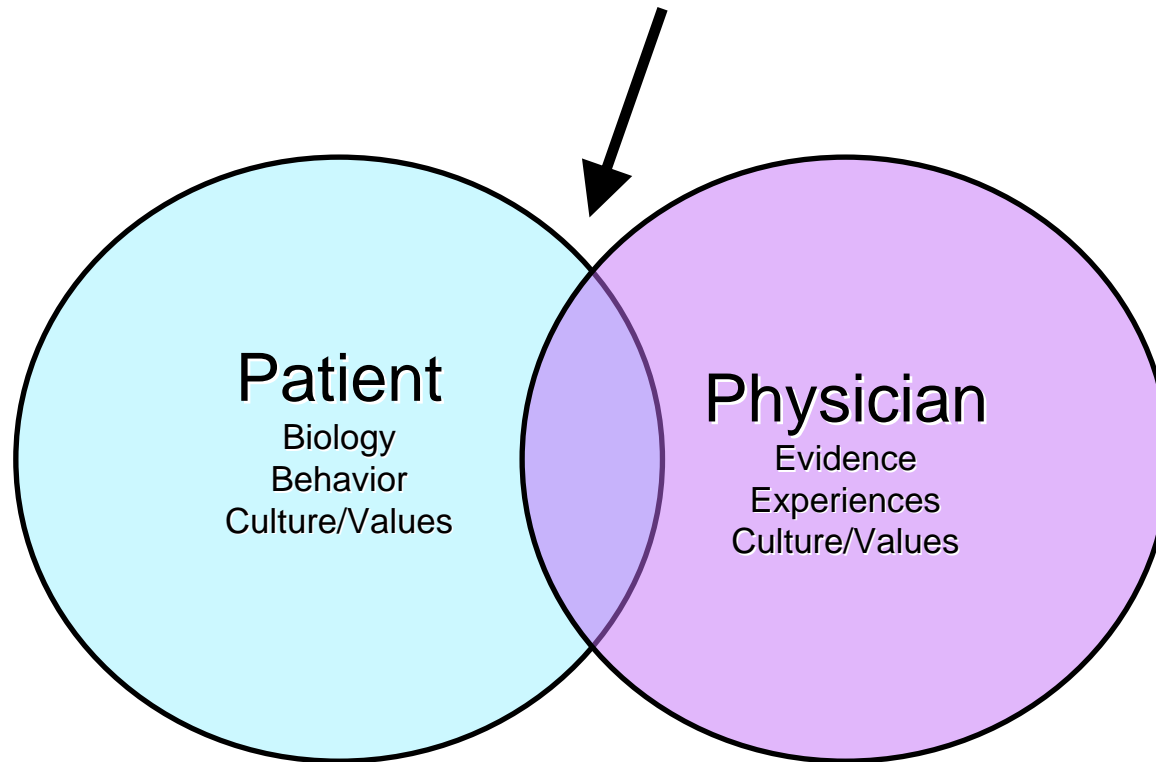 Patient
Biology
Behavior
Culture/Values
Physician
Evidence
Experiences
Culture/Values